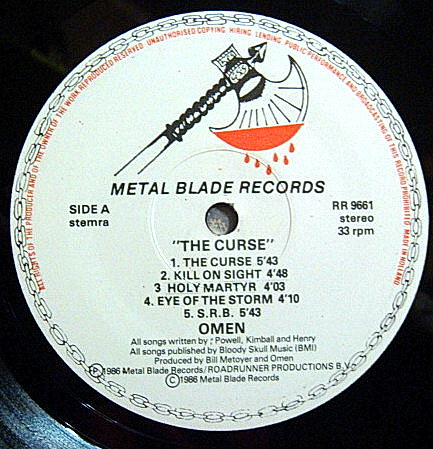 ALL RIGHTS OF THE PRODUCER AND OF THE OWNER OF THE WORK REPRODUCED RESERVED. UNAUTHORISED COPYING, HIRING, LENDING, PUBLIC PERFORMANCE AND BROADCASTING OF THIS RECORD PROHIBITED. MADE IN HOLLAND
METAL BLADE RECORDS
SIDE A
stemra
RR 9661
stereo
33 rpm
"THE CURSE"
1. THE CURSE 5'43
2. KILL ON SIGHT 4'48
3 HOLY MARTYR 4'03
4. EYE OF THE STORM 4'10
5. S.R.B. 5'43
OMEN
All songs written by ; Powell, Kimball and Henry
All songs published by Bloody Skull Music (BMI)
Produced by Bill Metoyer and Omen
Ⓟ 1986 Metal Blade Records/ROADRUNNER PRODUCTIONS B.V.
Ⓒ 1986 Metal Blade Records